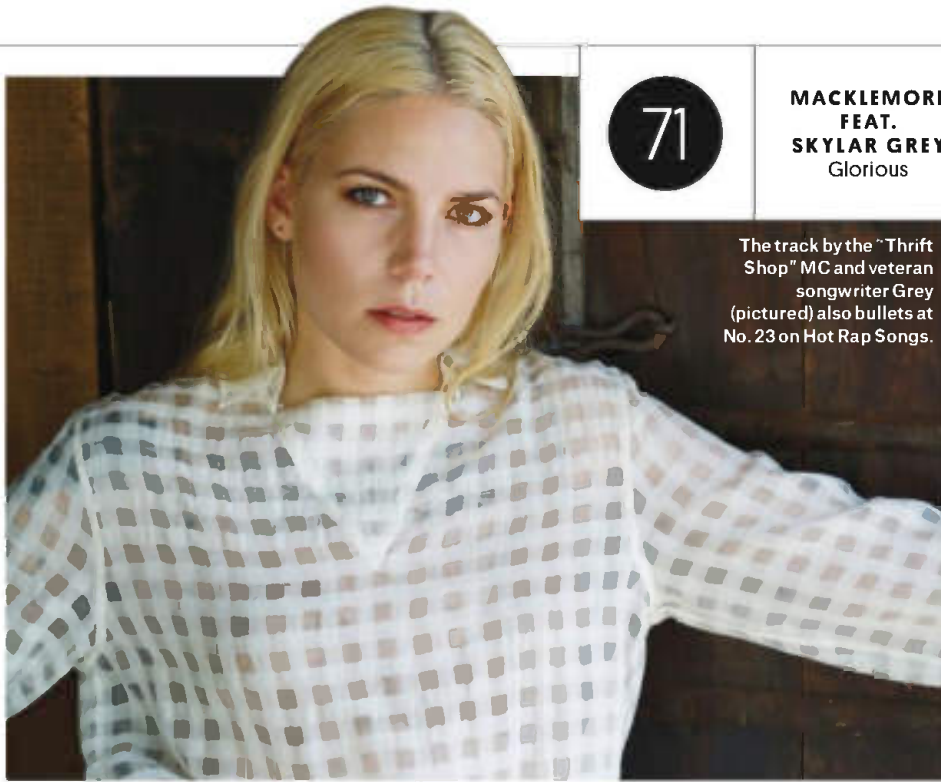 71
MACKLEMORE
FEAT.
SKYLAR GREY
Glorious
The track by the "Thrift
Shop" MC and veteran
songwriter Grey
(pictured) also bullets at
No. 23 on Hot Rap Songs.